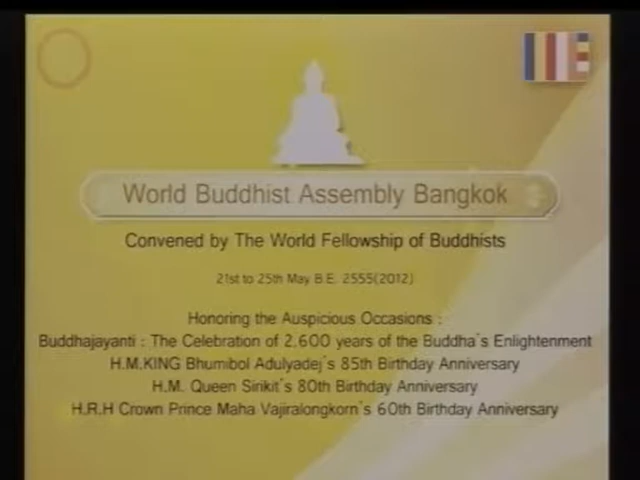 World Buddhist Assembly Bangkok
Convened by The World Fellowship of Buddhists
21st to 25th May B.E. 2555(2012)
Honoring the Auspicious Occasions :
Buddhajayanti : The Celebration of 2,600 years of the Buddha's Enlightenment
H.M.KING Bhumibol Adulyadej's 85th Birthday Anniversary
H.M. Queen Sirikit's 80th Birthday Anniversary
H.R.H Crown Prince Maha Vajiralongkorn's 60th Birthday Anniversary